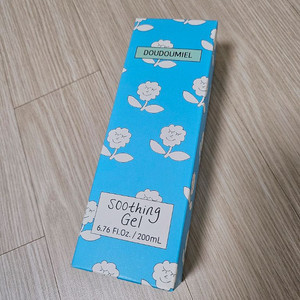 DOUDOUMIEL
Soothing
Gel
6.76 Fl.Oz. / 200mL